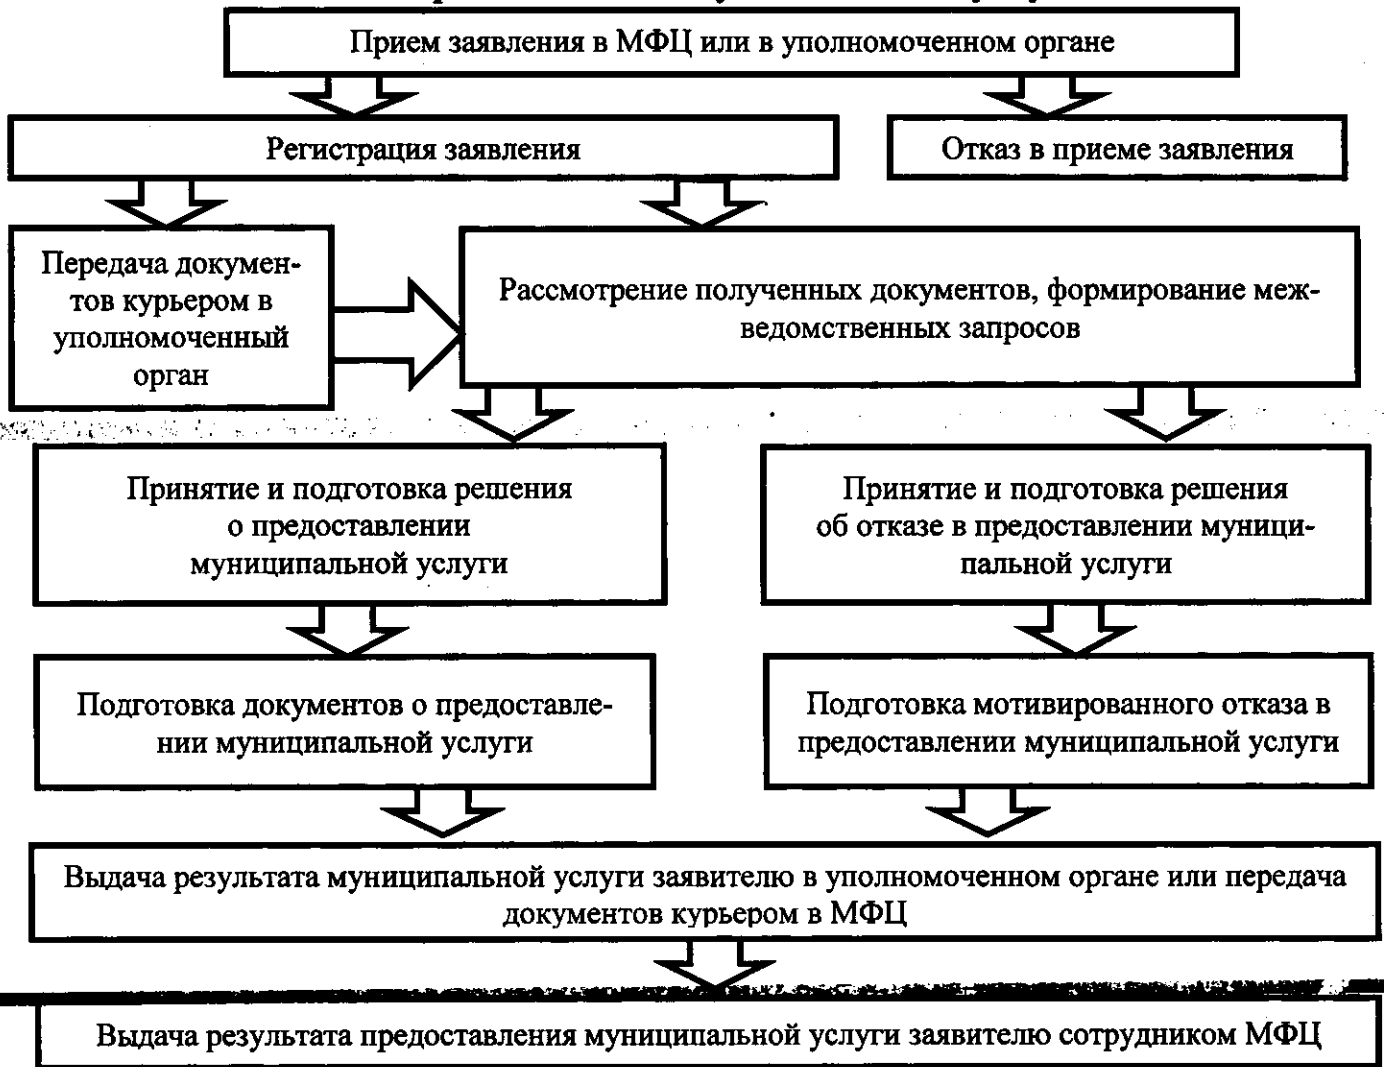 Прием заявления в МФЦ или в уполномоченном органе
Регистрация заявления
Отказ в приеме заявления
Передача докумен-
тов курьером в
уполномоченный
орган
Рассмотрение полученных документов, формирование меж-
ведомственных запросов
Принятие и подготовка решения
о предоставлении
муниципальной услуги
Принятие и подготовка решения
об отказе в предоставлении муници-
пальной услуги
Подготовка документов о предоставле-
нии муниципальной услуги
Подготовка мотивированного отказа в
предоставлении муниципальной услуги
Выдача результата муниципальной услуги заявителю в уполномоченном органе или передача
документов курьером в МФЦ
Выдача результата предоставления муниципальной услуги заявителю сотрудником МФЦ